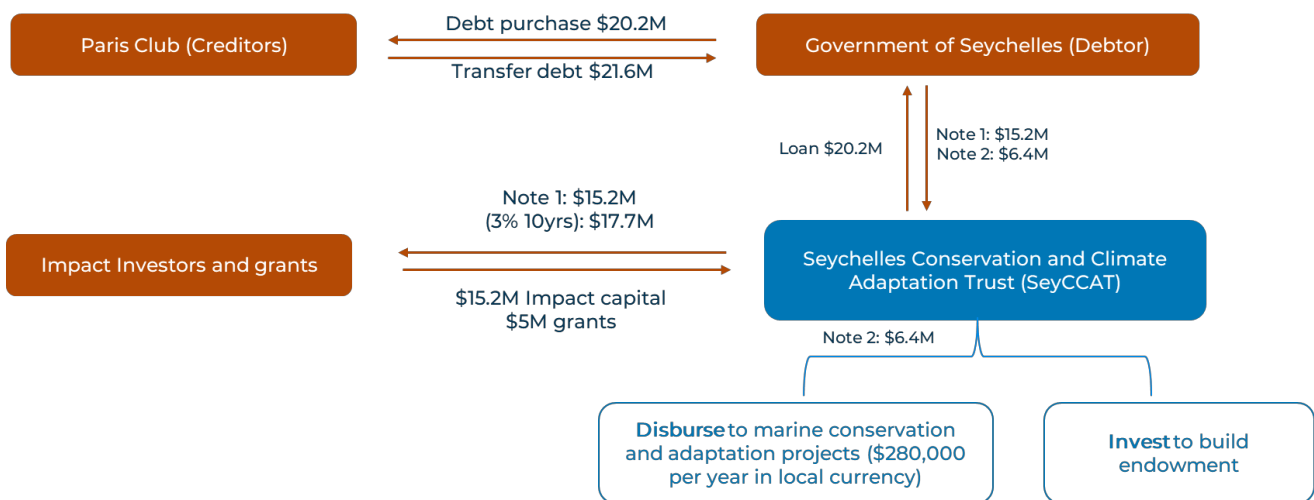 Paris Club (Creditors)
Debt purchase $20.2M
Transfer debt $21.6M
Government of Seychelles (Debtor)
Loan $20.2M
Note 1: $15.2M
Note 2: $6.4M
Impact Investors and grants
Note 1: $15.2M
(3% 10yrs): $17.7M
$15.2M Impact capital
$5M grants
Seychelles Conservation and Climate
Adaptation Trust (SeyCCAT)
Note 2: $6.4M
Disburse to marine conservation
and adaptation projects ($280,000
per year in local currency)
Invest to build
endowment